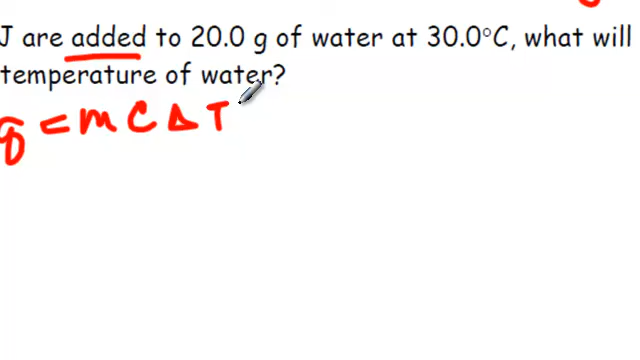 J are added to 20.0 g of water at 30.0°C, what will
temperature of water?
q = m C Δ T